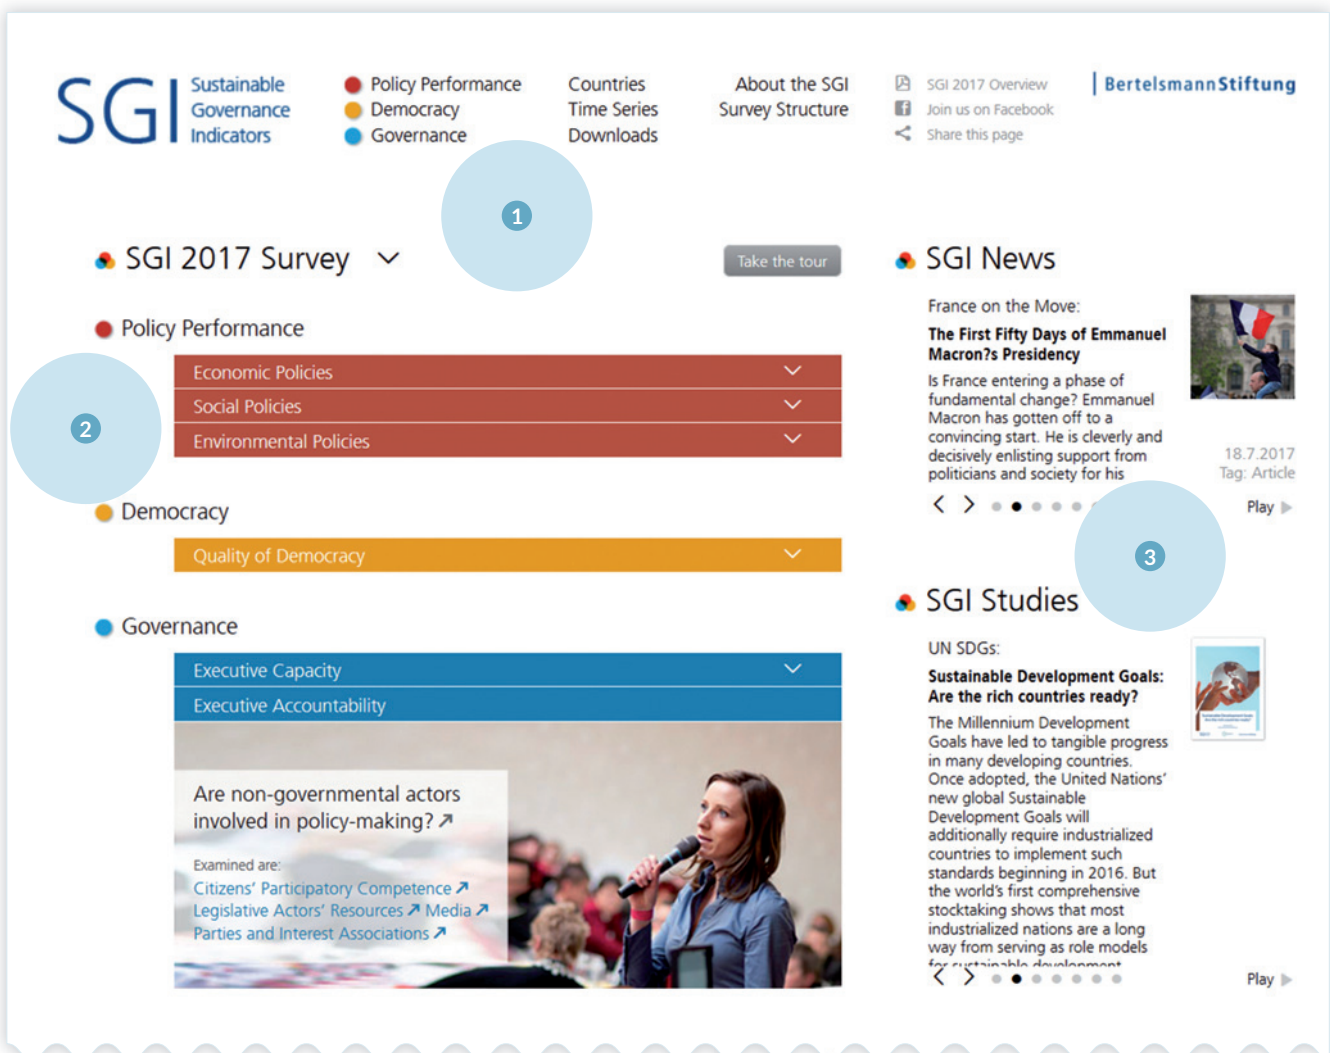 SGI
Sustainable
Governance
Indicators
Policy Performance
Democracy
Governance
Countries
Time Series
Downloads
About the SGI
Survey Structure
SGI 2017 Overview
Join us on Facebook
Share this page
BertelsmannStiftung
1
SGI 2017 Survey
Take the tour
Policy Performance
Economic Policies
Social Policies
Environmental Policies
2
Democracy
Quality of Democracy
Governance
Executive Capacity
Executive Accountability
Are non-governmental actors
involved in policy-making?
Examined are:
Citizens' Participatory Competence
Legislative Actors' Resources Media
Parties and Interest Associations
SGI News
France on the Move:
The First Fifty Days of Emmanuel
Macron?s Presidency
Is France entering a phase of
fundamental change? Emmanuel
Macron has gotten off to a
convincing start. He is cleverly and
decisively enlisting support from
politicians and society for his
18.7.2017
Tag: Article
Play
3
SGI Studies
UN SDGs:
Sustainable Development Goals:
Are the rich countries ready?
The Millennium Development
Goals have led to tangible progress
in many developing countries.
Once adopted, the United Nations'
new global Sustainable
Development Goals will
additionally require industrialized
countries to implement such
standards beginning in 2016. But
the world's first comprehensive
stocktaking shows that most
industrialized nations are a long
way from serving as role models
for sustainable development
Play